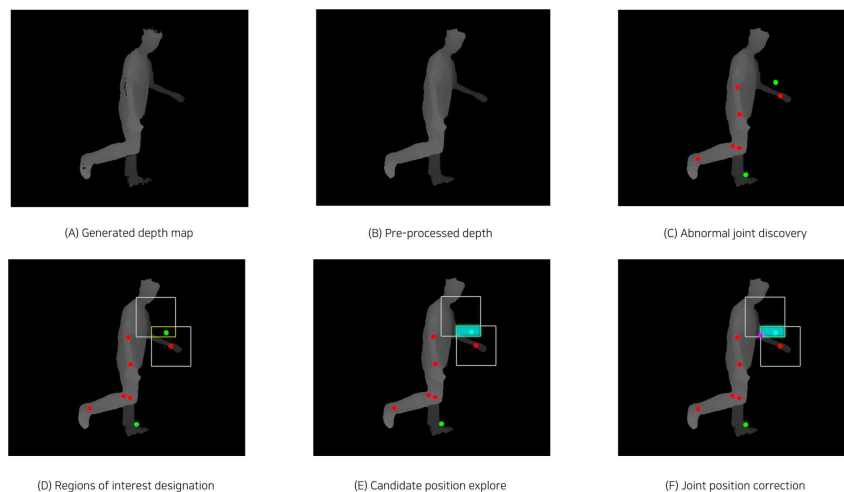 (A) Generated depth map
(B) Pre-processed depth
(C) Abnormal joint discovery
(D) Regions of interest designation
(E) Candidate position explore
(F) Joint position correction